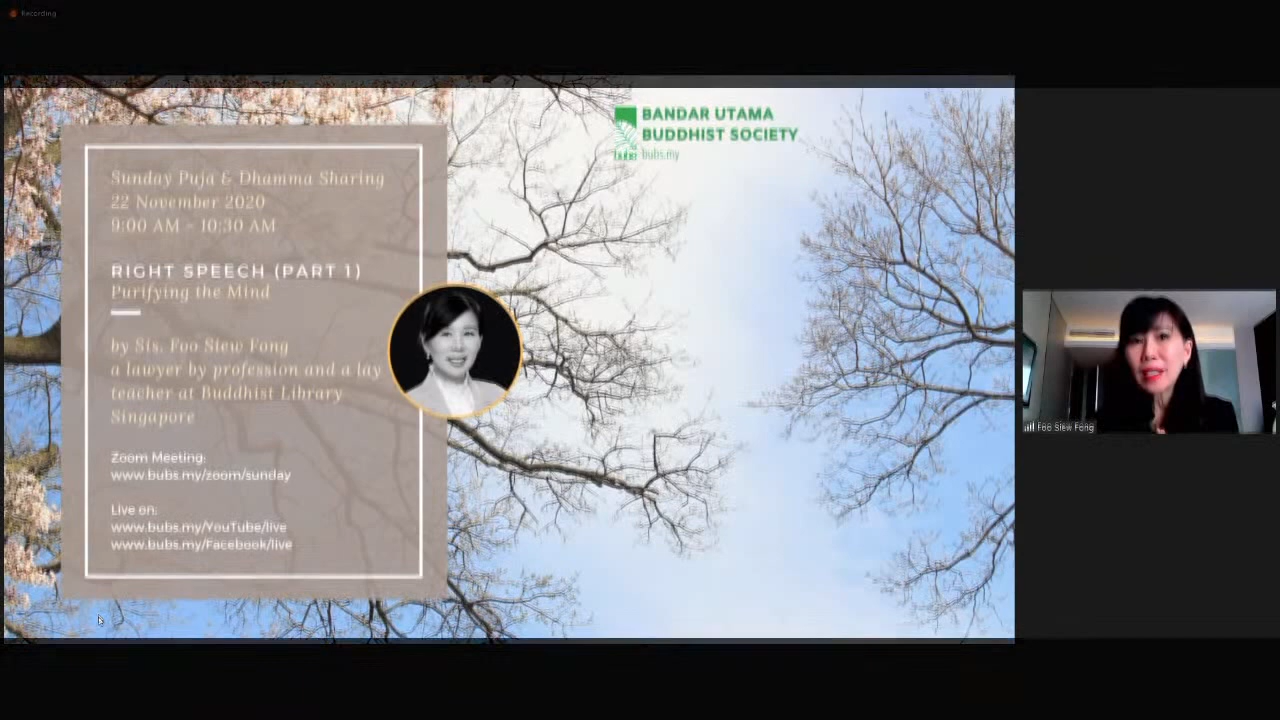 Recording
BANDAR UTAMA
BUDDHIST SOCIETY
bubs.my
Sunday Puja & Dhamma Sharing
22 November 2020
9:00 AM - 10:30 AM
RIGHT SPEECH (PART 1)
Purifying the Mind
by Sis. Foo Siew Fong
a lawyer by profession and a lay
teacher at Buddhist Library
Singapore
Zoom Meeting:
www.bubs.my/zoom/sunday
Live on:
www.bubs.my/YouTube/live
www.bubs.my/Facebook/live
Foo Siew Fong